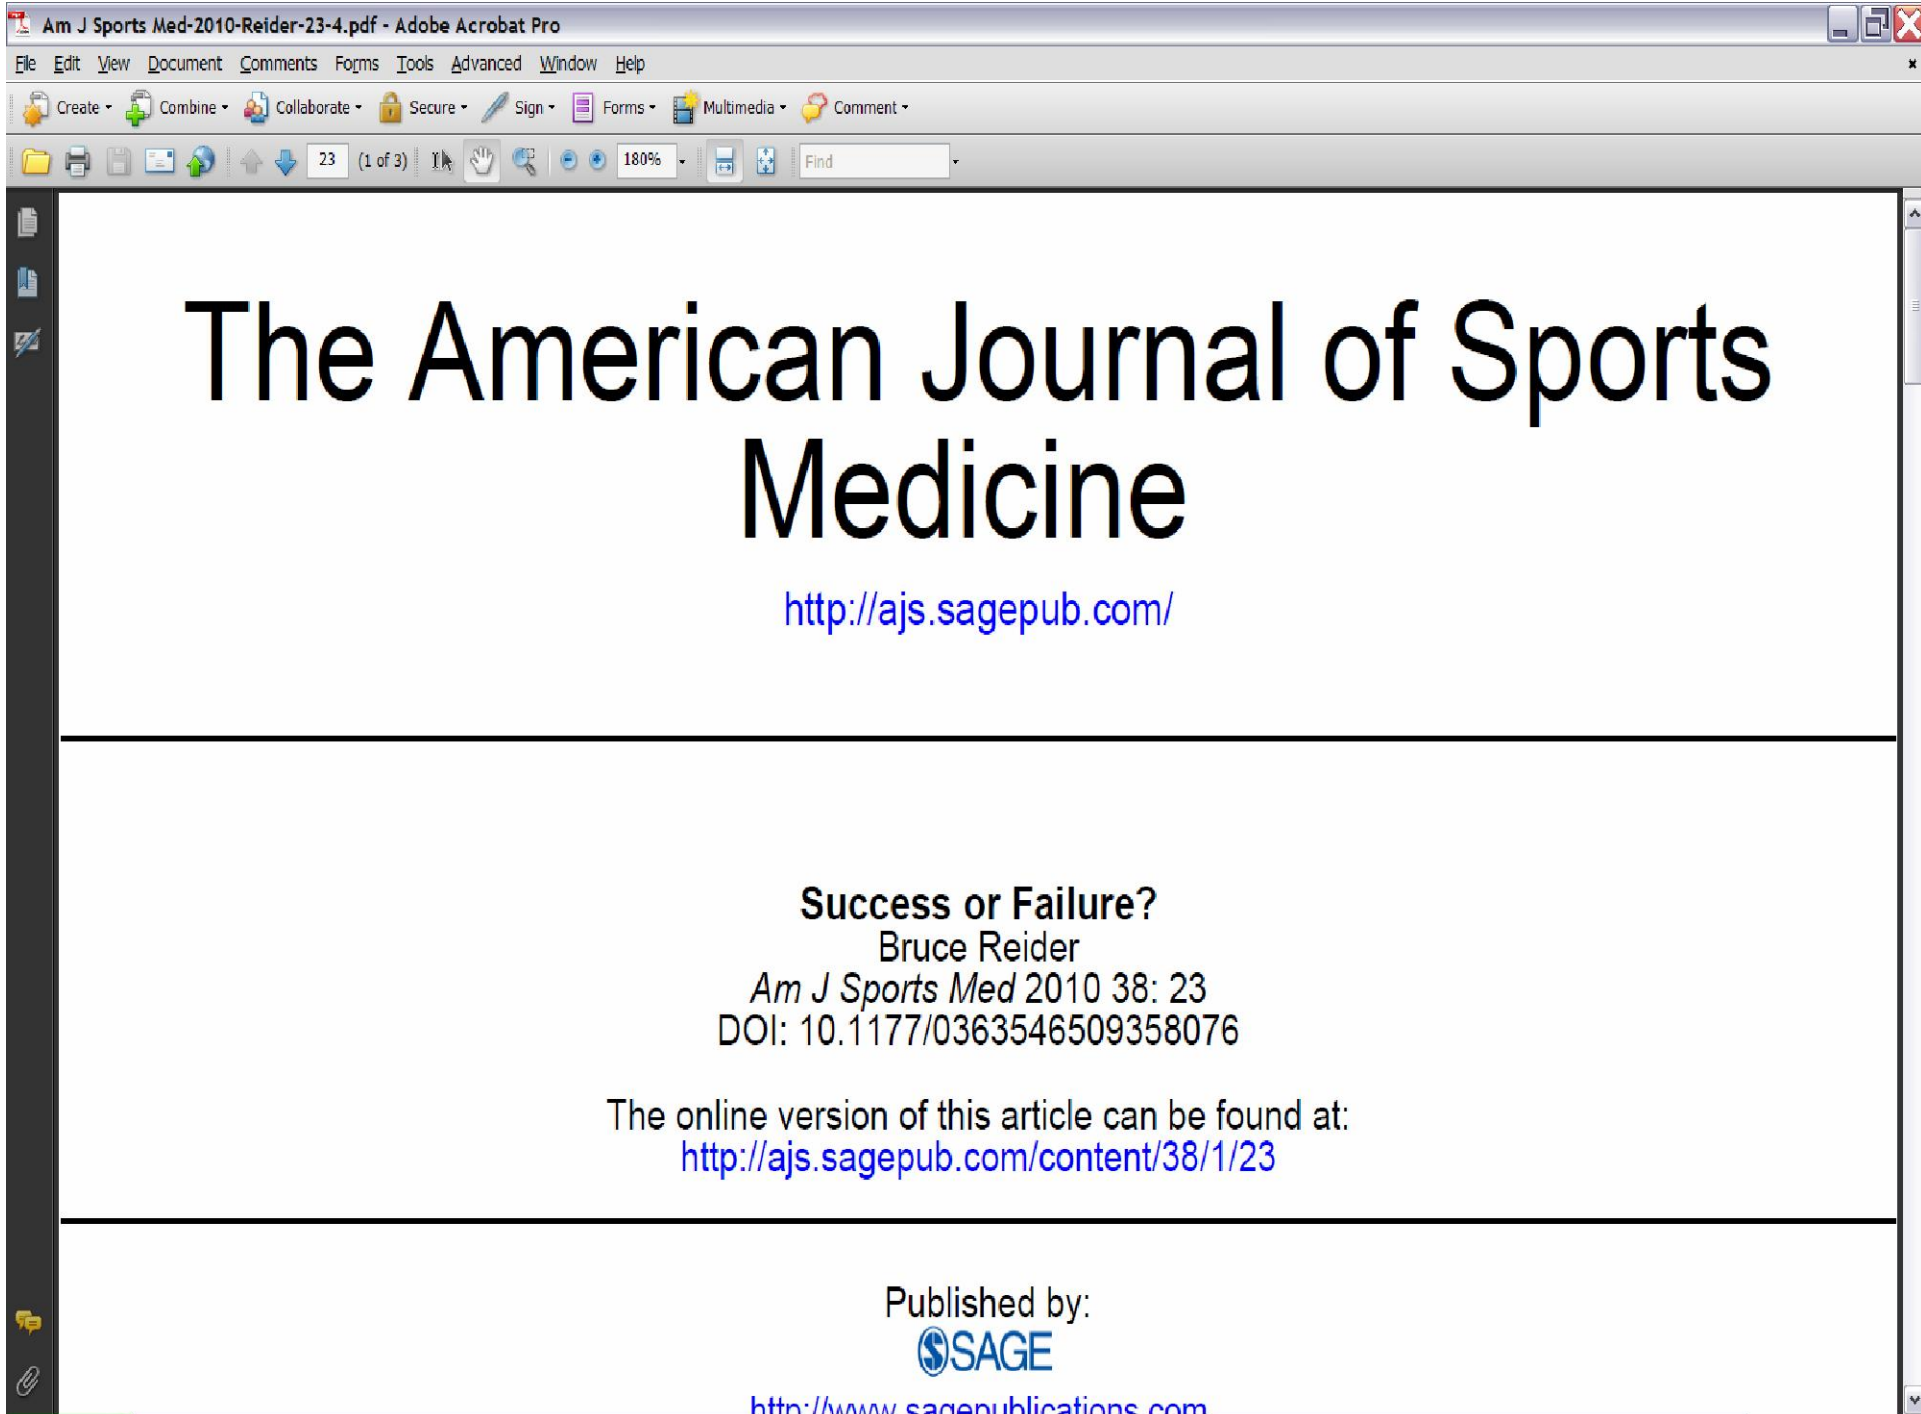 Am J Sports Med-2010-Reider-23-4.pdf - Adobe Acrobat Pro
File Edit View Document Comments Forms Tools Advanced Window Help
Create Combine Collaborate Secure Sign Forms Multimedia Comment
23 (1 of 3) 180% Find
The American Journal of Sports
Medicine
http://ajs.sagepub.com/
Success or Failure?
Bruce Reider
Am J Sports Med 2010 38: 23
DOI: 10.1177/0363546509358076
The online version of this article can be found at:
http://ajs.sagepub.com/content/38/1/23
Published by:
SAGE
http://www.sagepublications.com